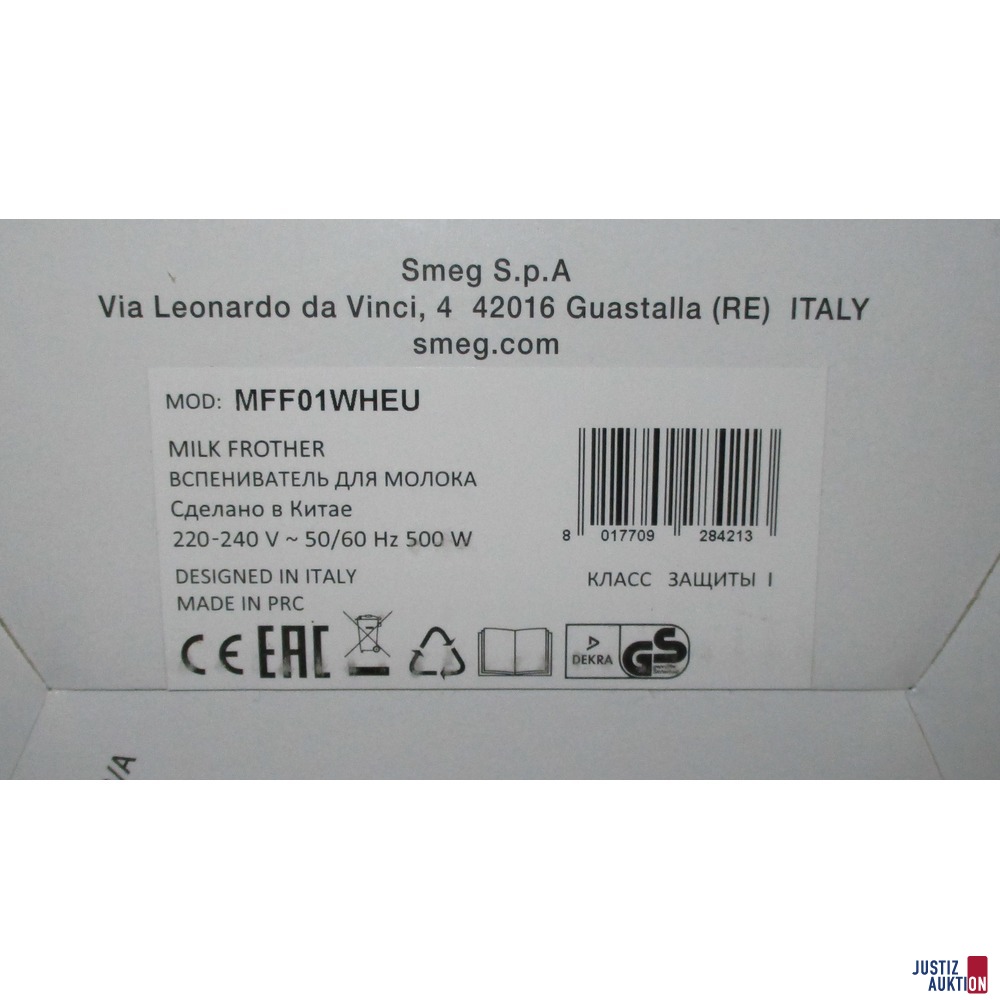 Smeg S.p.A
Via Leonardo da Vinci, 4 42016 Guastalla (RE) ITALY
smeg.com
MOD: MFF01WHEU
MILK FROTHER
ВСПЕНИВАТЕЛЬ ДЛЯ МОЛОКА
Сделано в Китае
220-240 V ~ 50/60 Hz 500 W
8 017709 284213
DESIGNED IN ITALY
КЛАСС ЗАЩИТЫ I
MADE IN PRC
CE EAC
DEKRA
GS
/A
JUSTIZ
AUKTION